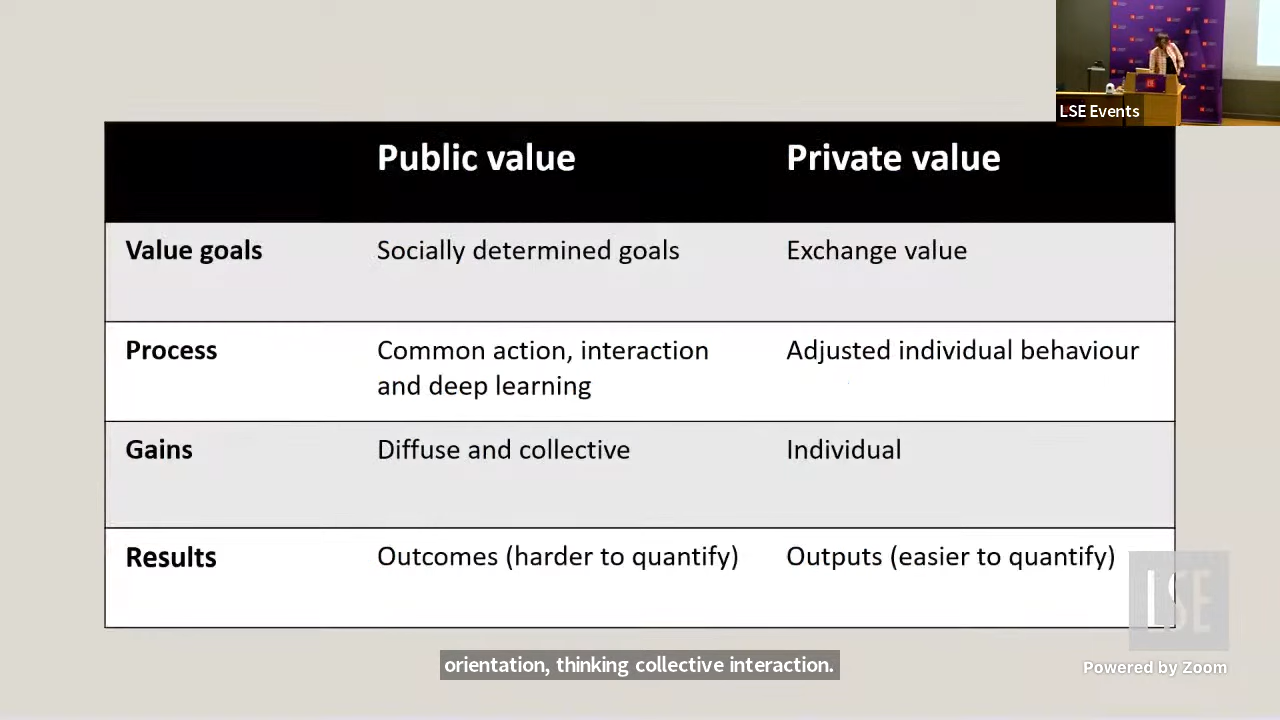 LSE Events
Public value
Private value
Value goals
Socially determined goals
Exchange value
Process
Common action, interaction
and deep learning
Adjusted individual behaviour
Gains
Diffuse and collective
Individual
Results
Outcomes (harder to quantify)
Outputs (easier to quantify)
LSE
orientation, thinking collective interaction.
Powered by Zoom